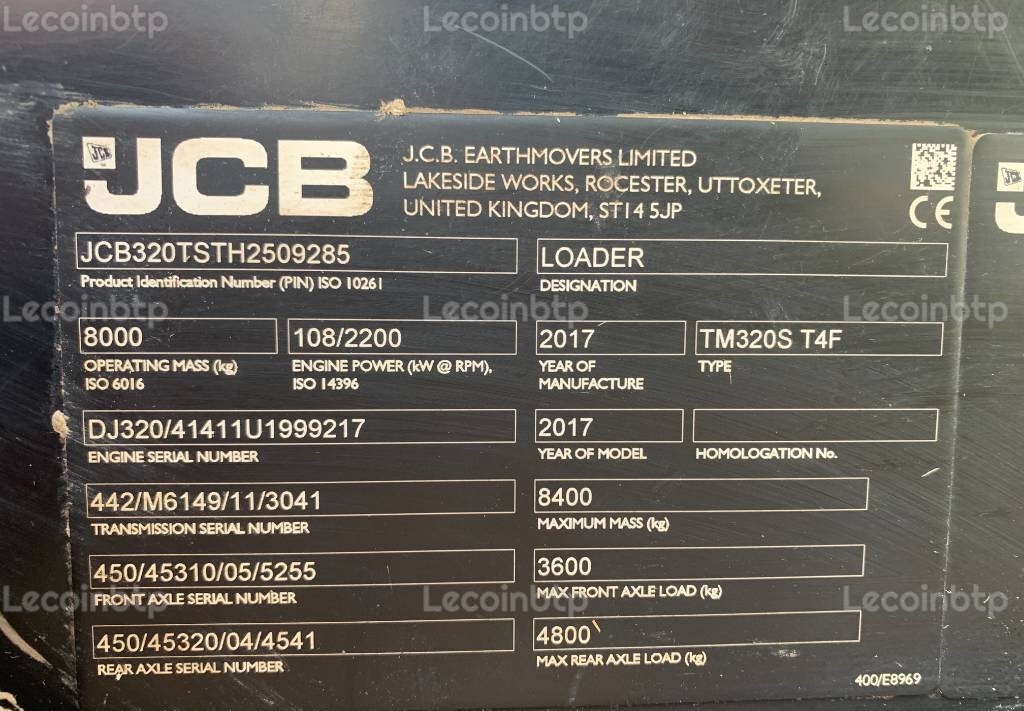 Lecoinbtp Lecoinbtp Lecoinbtp
JCB
J.C.B. EARTHMOVERS LIMITED
LAKESIDE WORKS, ROCESTER, UTTOXETER,
UNITED KINGDOM, ST14 5JP
CE
JCB320TSTH2509285
Product Identification Number (PIN) ISO 10261
LOADER
DESIGNATION
Lecoinbtp Lecoinbtp Lecoinbtp
8000
OPERATING MASS (kg)
ISO 6016
108/2200
ENGINE POWER (kW @ RPM),
ISO 14396
2017
YEAR OF
MANUFACTURE
TM320S T4F
TYPE
DJ320/41411U1999217
ENGINE SERIAL NUMBER
2017
YEAR OF MODEL
HOMOLOGATION No.
442/M6149/11/3041
TRANSMISSION SERIAL NUMBER
8400
MAXIMUM MASS (kg)
450/45310/05/5255
FRONT AXLE SERIAL NUMBER
3600
MAX FRONT AXLE LOAD (kg)
Lecoinbtp Lecoinbtp Lecoinbtp
450/45320/04/4541
REAR AXLE SERIAL NUMBER
4800
MAX REAR AXLE LOAD (kg)
400/E8969